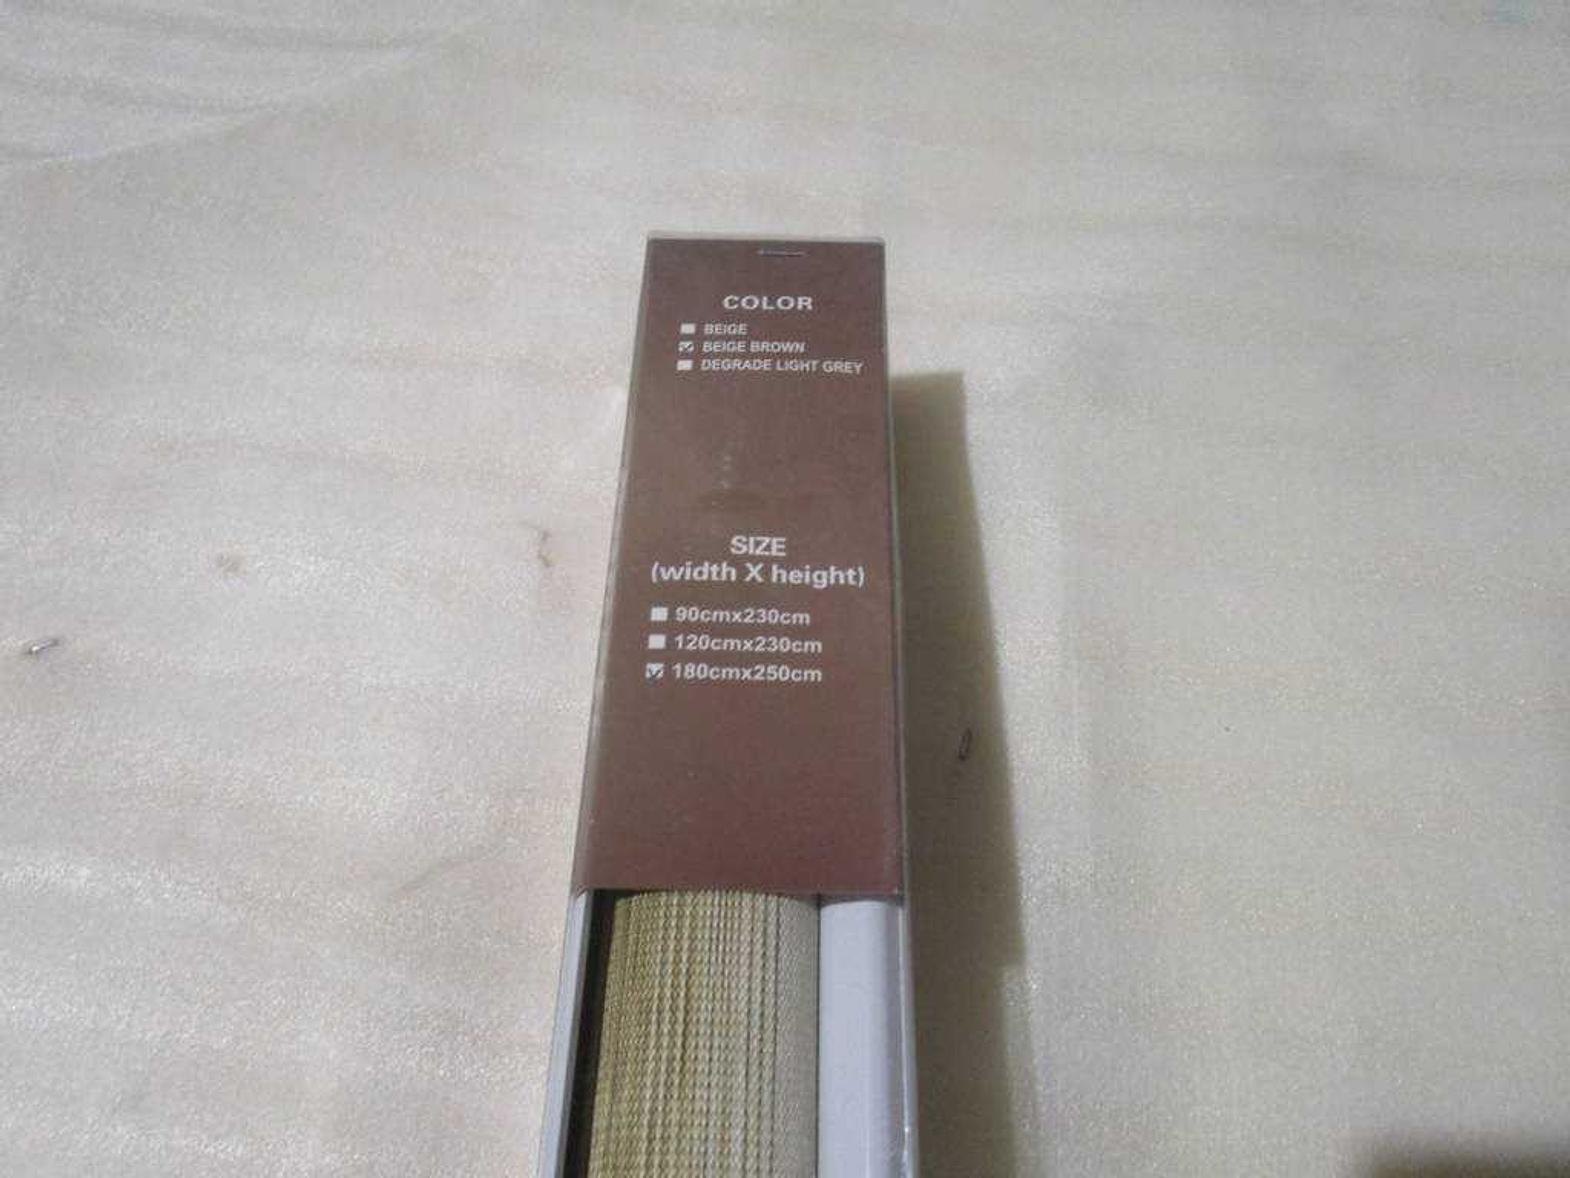 COLOR
BEIGE
BEIGE BROWN
DEGRADE LIGHT GREY
SIZE
(width X height)
90cmx230cm
120cmx230cm
180cmx250cm